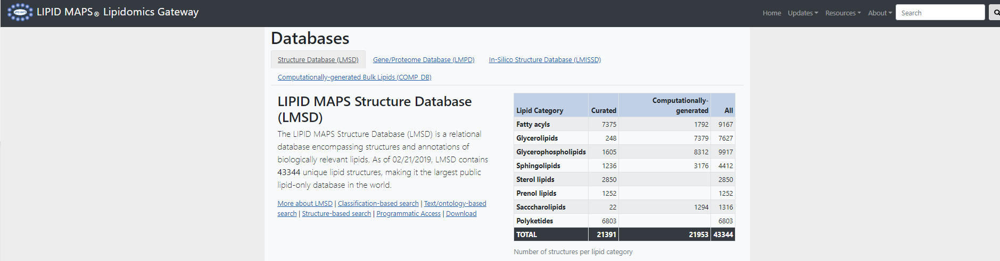 LIPID MAPS® Lipidomics Gateway
Home Updates Resources About Search
Databases
Structure Database (LMSD) Gene/Proteome Database (LMPD) In-Silico Structure Database (LMISSD)
Computationally-generated Bulk Lipids (COMP_DB)
LIPID MAPS Structure Database
(LMSD)
The LIPID MAPS Structure Database (LMSD) is a relational
database encompassing structures and annotations of
biologically relevant lipids. As of 02/21/2019, LMSD contains
43344 unique lipid structures, making it the largest public
lipid-only database in the world.
More about LMSD | Classification-based search | Text/ontology-based
search | Structure-based search | Programmatic Access | Download
Computationally-
Lipid Category Curated generated All
Fatty acyls 7375 1792 9167
Glycerolipids 248 7379 7627
Glycerophospholipids 1605 8312 9917
Sphingolipids 1236 3176 4412
Sterol lipids 2850 2850
Prenol lipids 1252 1252
Sacccharolipids 22 1294 1316
Polyketides 6803 6803
TOTAL 21391 21953 43344
Number of structures per lipid category